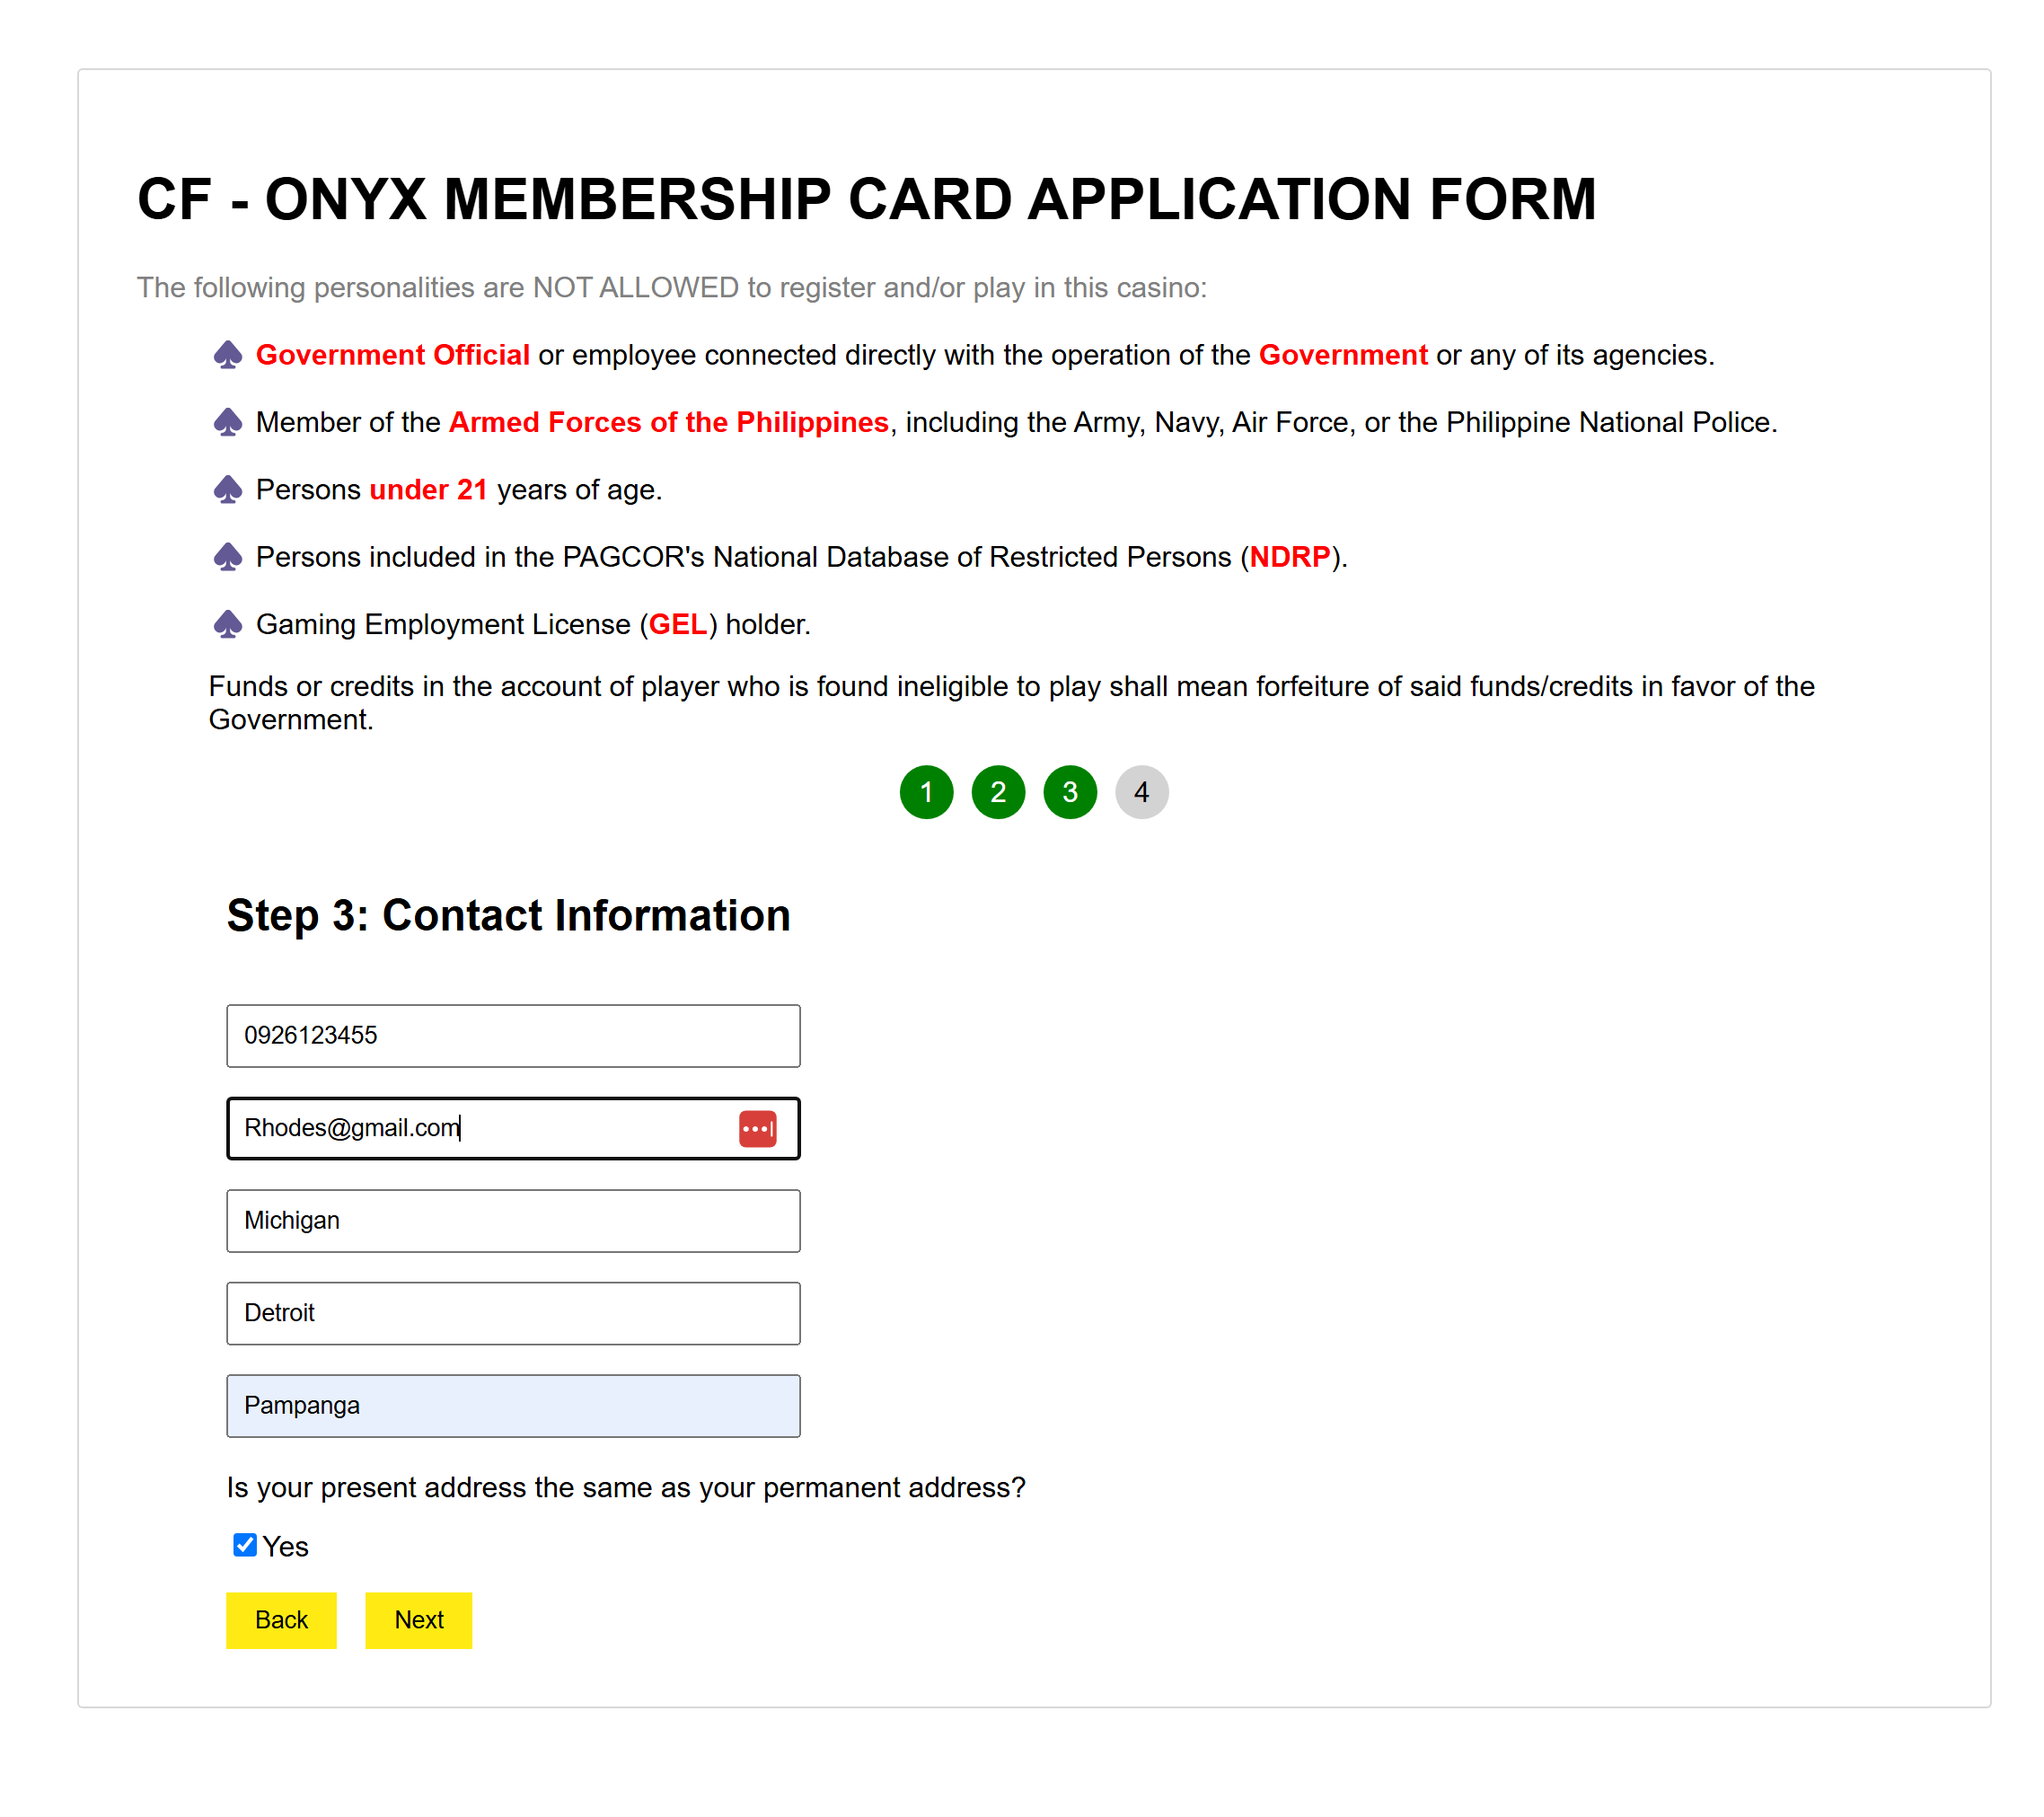 CF - ONYX MEMBERSHIP CARD APPLICATION FORM
The following personalities are NOT ALLOWED to register and/or play in this casino:
Government Official or employee connected directly with the operation of the Government or any of its agencies.
Member of the Armed Forces of the Philippines, including the Army, Navy, Air Force, or the Philippine National Police.
Persons under 21 years of age.
Persons included in the PAGCOR's National Database of Restricted Persons (NDRP).
Gaming Employment License (GEL) holder.
Funds or credits in the account of player who is found ineligible to play shall mean forfeiture of said funds/credits in favor of the
Government.
1 2 3 4
Step 3: Contact Information
0926123455
Rhodes@gmail.com
Michigan
Detroit
Pampanga
Is your present address the same as your permanent address?
Yes
Back Next